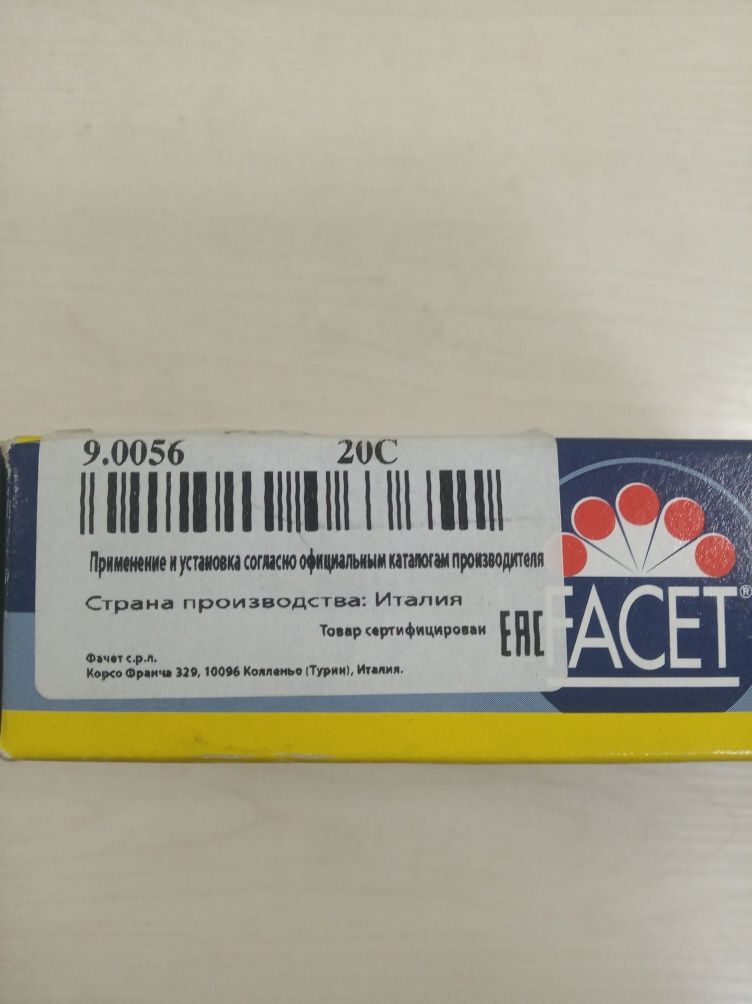 9.0056 20C
Применение и установка согласно официальным каталогам производителя
Страна производства: Италия
Товар сертифицирован EAC
Фачет с.р.л.
Корсо Франча 329, 10096 Колленьо (Турин), Италия.
FACET®